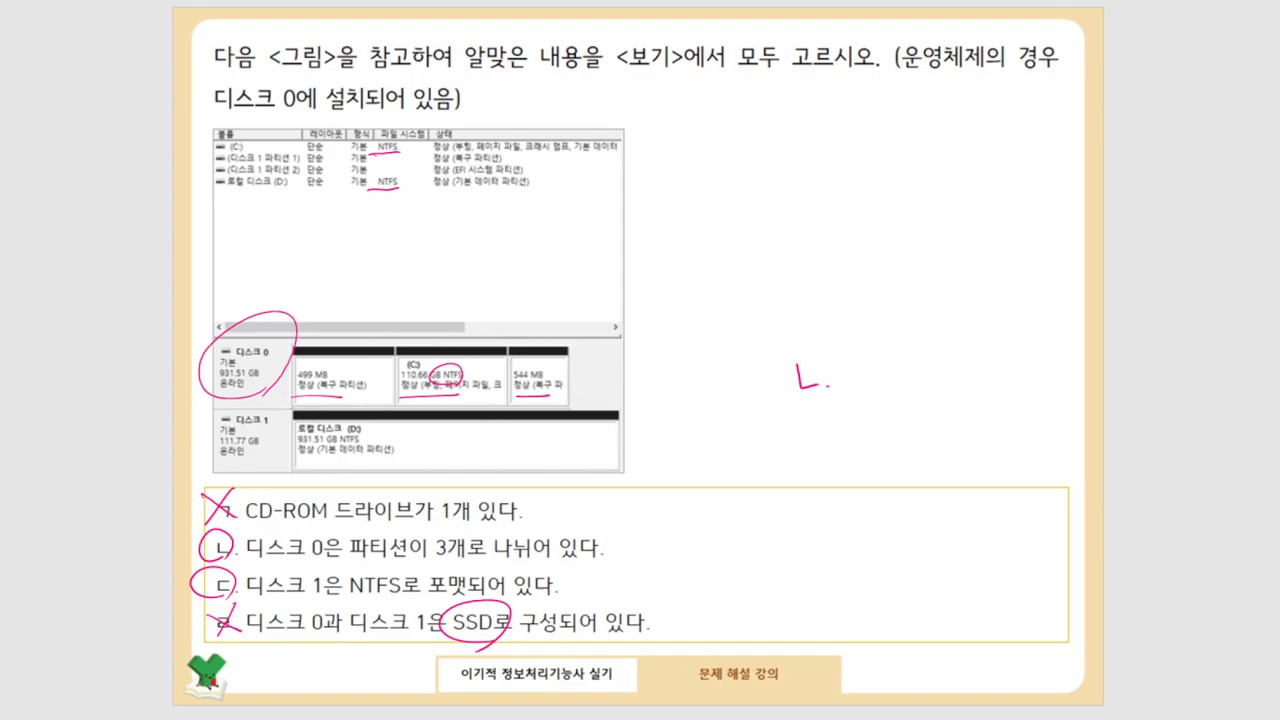 다음 <그림>을 참고하여 알맞은 내용을 <보기>에서 모두 고르시오. (운영체제의 경우
디스크 0에 설치되어 있음)
볼륨 레이아웃 형식 파일 시스템 상태
(C:) 단순 기본 NTFS 정상 (부팅, 페이지 파일, 크래시 덤프, 기본 데이터
(디스크 1 파티션 1) 단순 기본 정상 (복구 파티션)
(디스크 1 파티션 2) 단순 기본 정상 (EFI 시스템 파티션)
로컬 디스크 (D:) 단순 기본 NTFS 정상 (기본 데이터 파티션)
디스크 0
기본
931.51 GB
온라인
499 MB
정상 (복구 파티션)
(C:)
110.66 GB NTFS
정상 (부팅, 페이지 파일, 크
544 MB
정상 (복구 파
디스크 1
기본
111.77 GB
온라인
로컬 디스크 (D:)
931.51 GB NTFS
정상 (기본 데이터 파티션)
ㄴ.
ㄱ. CD-ROM 드라이브가 1개 있다.
ㄴ. 디스크 0은 파티션이 3개로 나뉘어 있다.
ㄷ. 디스크 1은 NTFS로 포맷되어 있다.
ㄹ. 디스크 0과 디스크 1은 SSD로 구성되어 있다.
이기적 정보처리기능사 실기
문제 해설 강의